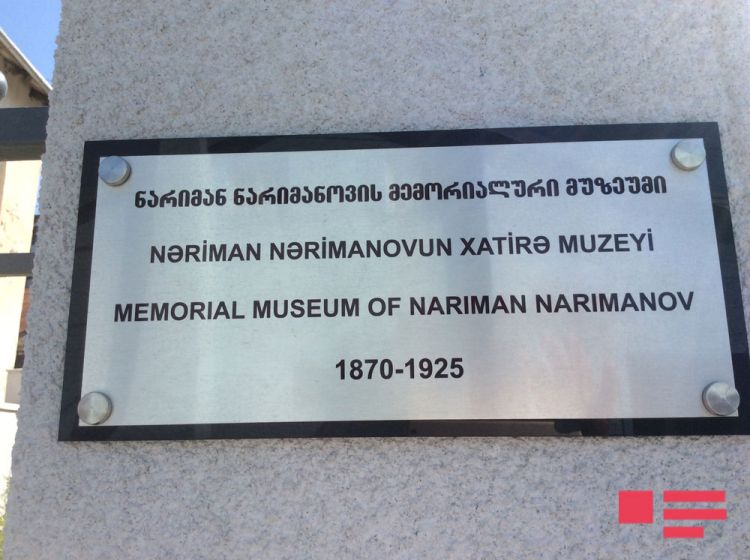 ნარიმან ნარიმანოვის მემორიალური მუზეუმი
NƏRİMAN NƏRİMANOVUN XATİRƏ MUZEYİ
MEMORIAL MUSEUM OF NARIMAN NARIMANOV
1870-1925